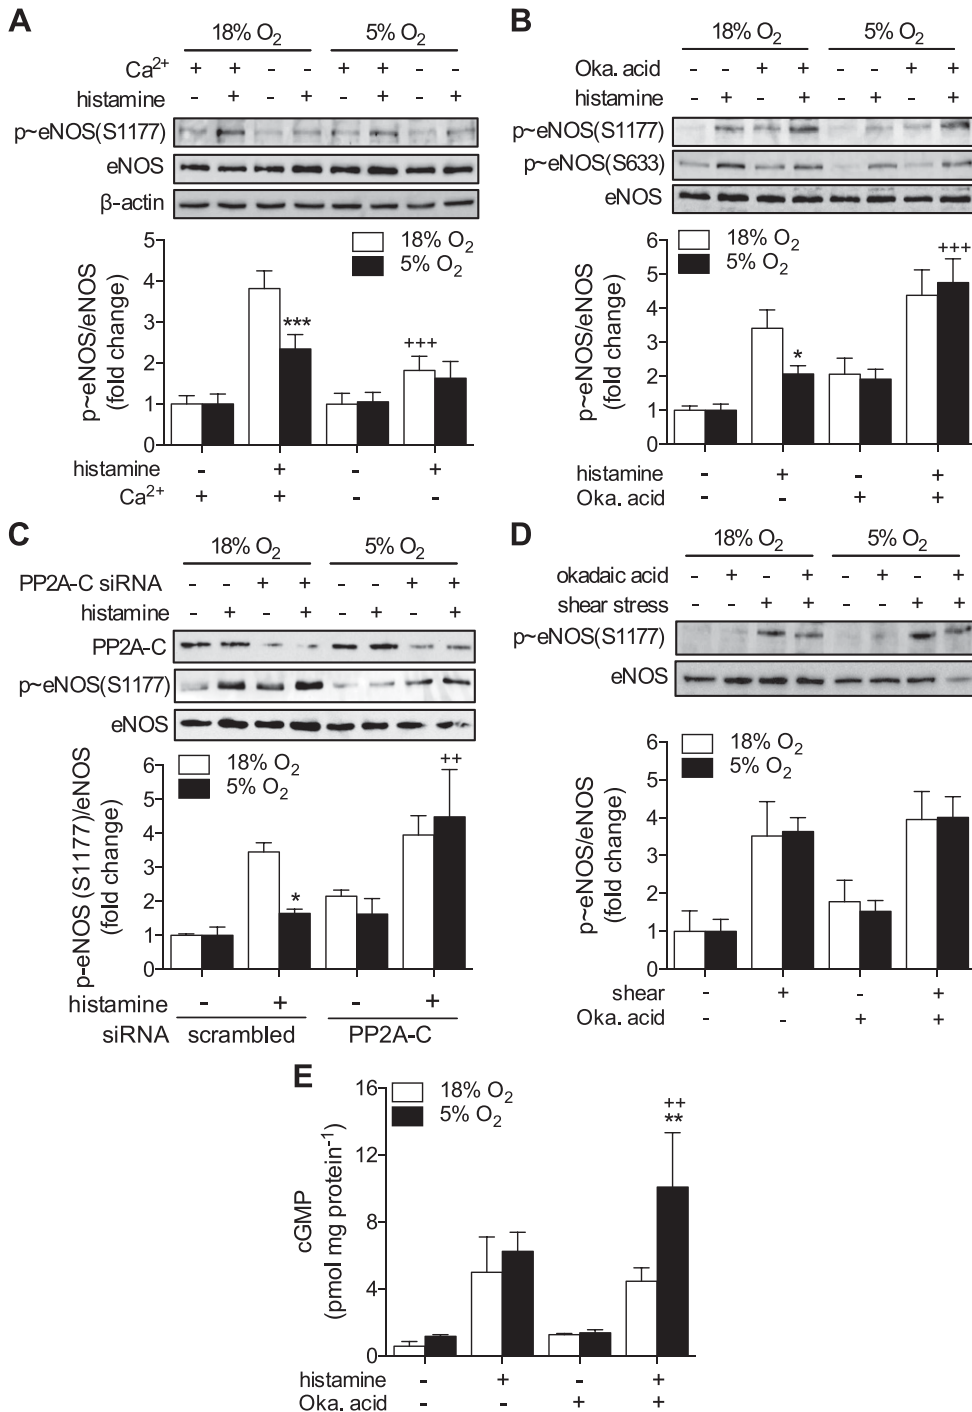 A
18% O2 5% O2
Ca2+ + + - - + + - -
histamine - + - + - + - +
p~eNOS(S1177)
eNOS
β-actin
5
4
3
2
1
0
p~eNOS/eNOS
(fold change)
18% O2
5% O2
***
+++
histamine - + - +
Ca2+ + + - -
B
18% O2 5% O2
Oka. acid - - + + - - + +
histamine - + - + - + - +
p~eNOS(S1177)
p~eNOS(S633)
eNOS
6
5
4
3
2
1
0
p~eNOS/eNOS
(fold change)
18% O2
5% O2
*
+++
histamine - + - +
Oka. acid - - + +
C
18% O2 5% O2
PP2A-C siRNA - - + + - - + +
histamine - + - + - + - +
PP2A-C
p~eNOS(S1177)
eNOS
6
5
4
3
2
1
0
p-eNOS (S1177)/eNOS
(fold change)
18% O2
5% O2
*
++
histamine - + - +
siRNA scrambled PP2A-C
D
18% O2 5% O2
okadaic acid - + - + - + - +
shear stress - - + + - - + +
p~eNOS(S1177)
eNOS
6
5
4
3
2
1
0
p~eNOS/eNOS
(fold change)
18% O2
5% O2
shear - + - +
Oka. acid - - + +
E
16
12
8
4
0
cGMP
(pmol mg protein-1)
18% O2
5% O2
++
**
histamine - + - +
Oka. acid - - + +